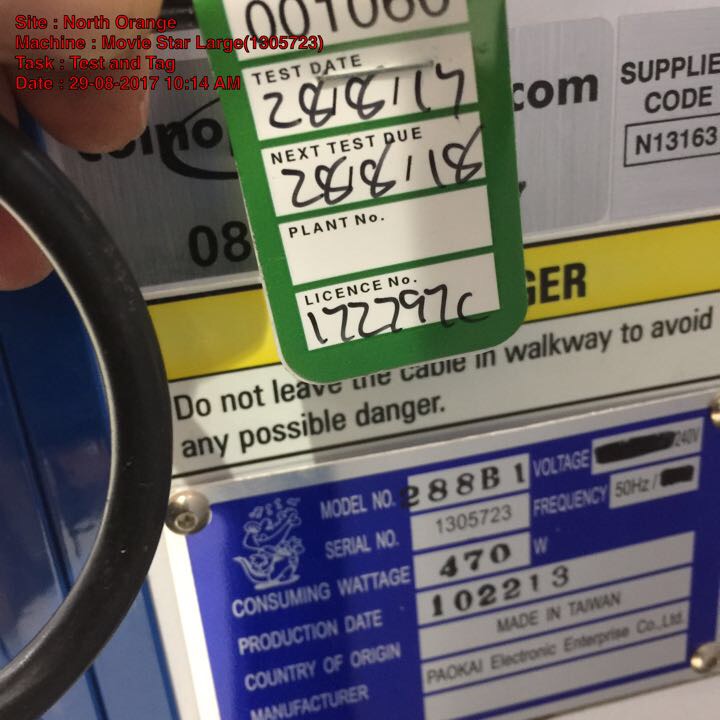 Site : North Orange
Machine : Movie Star Large(1305723)
Task : Test and Tag
Date : 29-08-2017 10:14 AM
001060
TEST DATE
28/8/17
NEXT TEST DUE
28/8/18
PLANT No.
LICENCE No.
172297C
.com
SUPPLIE
CODE
N13163
08
GER
Do not leave the cable in walkway to avoid
any possible danger.
MODEL NO. 288B1
VOLTAGE 240V
SERIAL NO. 1305723
FREQUENCY 50Hz /
CONSUMING WATTAGE 470 W
PRODUCTION DATE 102213
COUNTRY OF ORIGIN MADE IN TAIWAN
MANUFACTURER PAOKAI Electronic Enterprise Co.,Ltd.